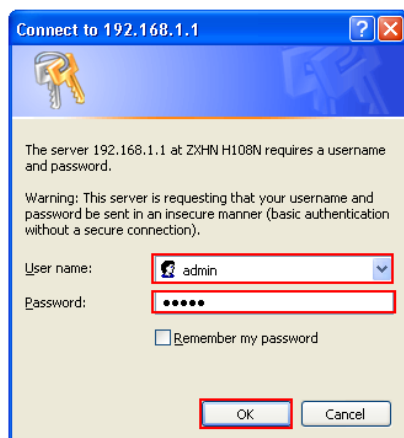 Connect to 192.168.1.1
The server 192.168.1.1 at ZXHN H108N requires a username
and password.
Warning: This server is requesting that your username and
password be sent in an insecure manner (basic authentication
without a secure connection).
User name:
admin
Password:
●●●●●
Remember my password
OK
Cancel